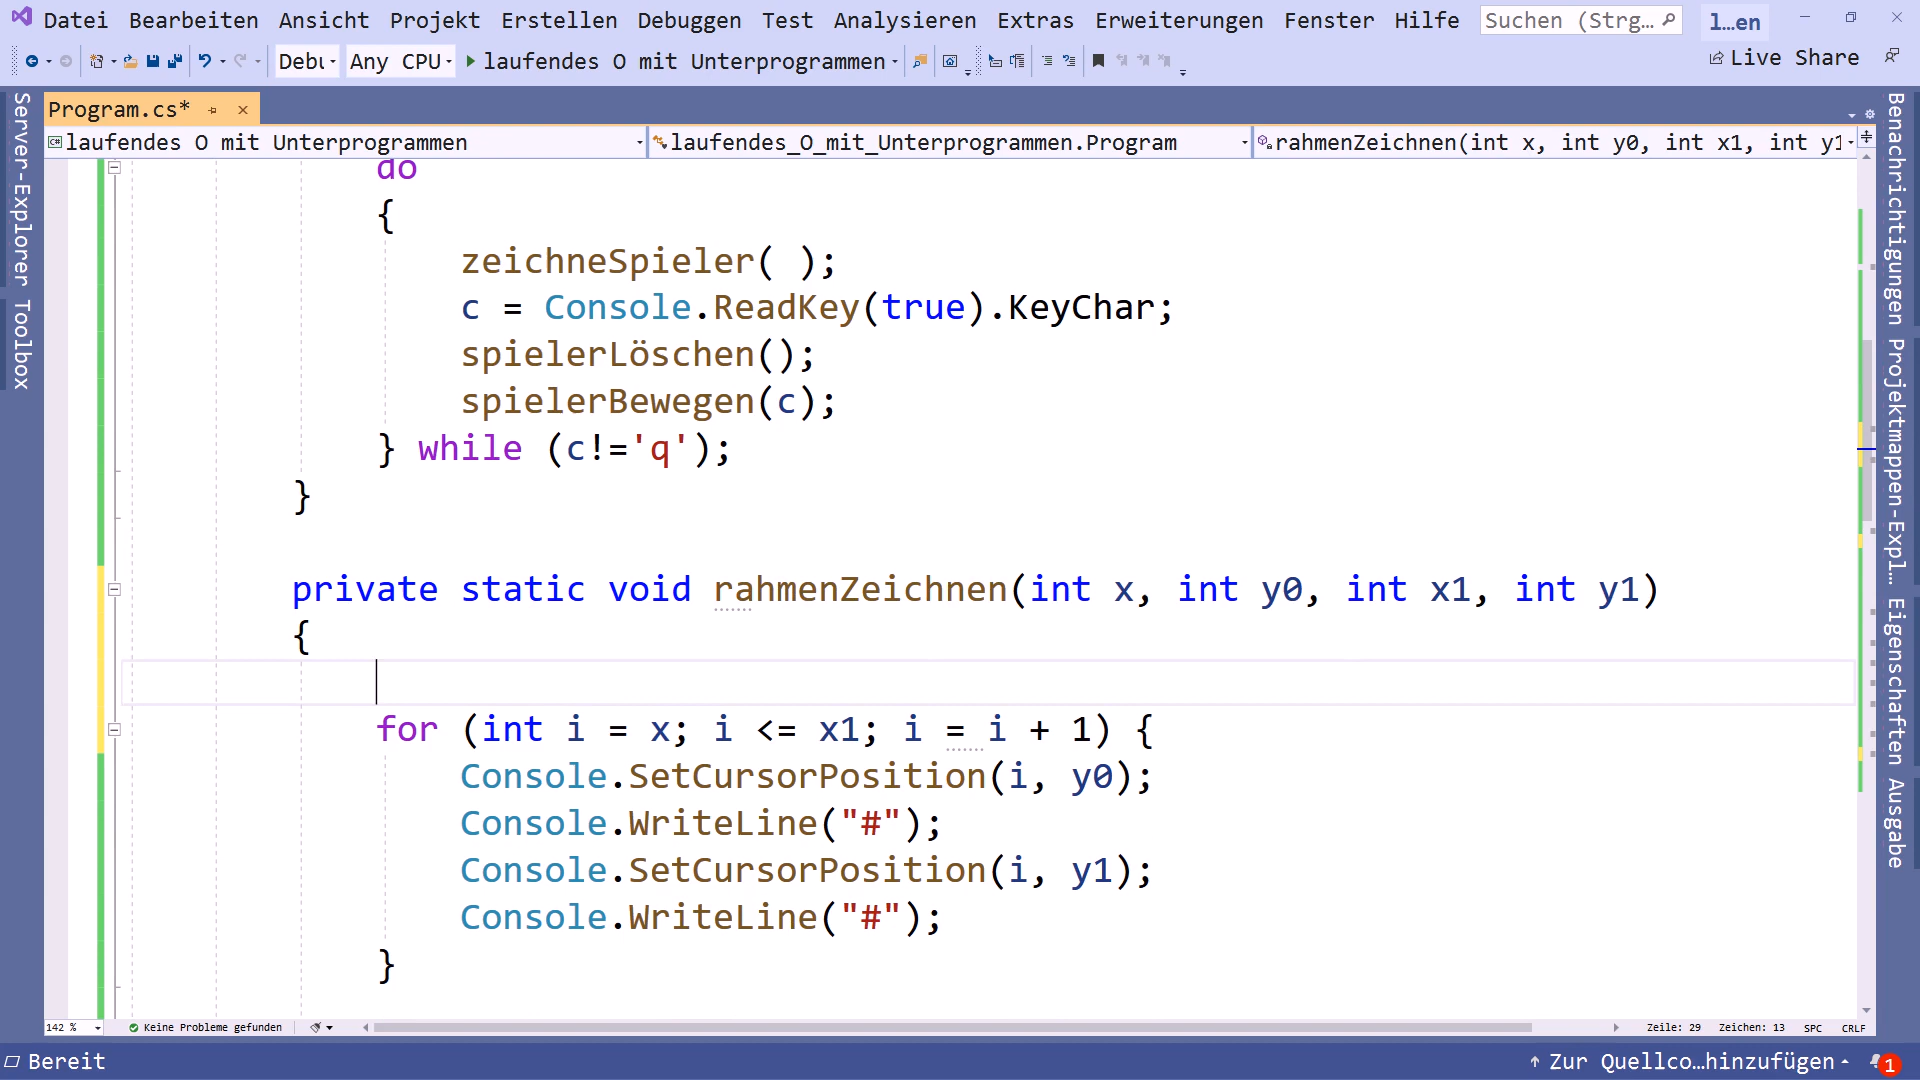 Datei Bearbeiten Ansicht Projekt Erstellen Debuggen Test Analysieren Extras Erweiterungen Fenster Hilfe Suchen (Strg... l...en
Debu Any CPU laufendes O mit Unterprogrammen Live Share
Program.cs*
laufendes O mit Unterprogrammen laufendes_O_mit_Unterprogrammen.Program rahmenZeichnen(int x, int y0, int x1, int y1
Server-Explorer
Toolbox
do
{
zeichneSpieler( );
c = Console.ReadKey(true).KeyChar;
spielerLöschen();
spielerBewegen(c);
} while (c!='q');
}
private static void rahmenZeichnen(int x, int y0, int x1, int y1)
{
for (int i = x; i <= x1; i = i + 1) {
Console.SetCursorPosition(i, y0);
Console.WriteLine("#");
Console.SetCursorPosition(i, y1);
Console.WriteLine("#");
}
Benachrichtigungen
Projektmappen-Expl...
Eigenschaften
Ausgabe
142 % Keine Probleme gefunden Zeile: 29 Zeichen: 13 SPC CRLF
Bereit Zur Quellco...hinzufügen 1